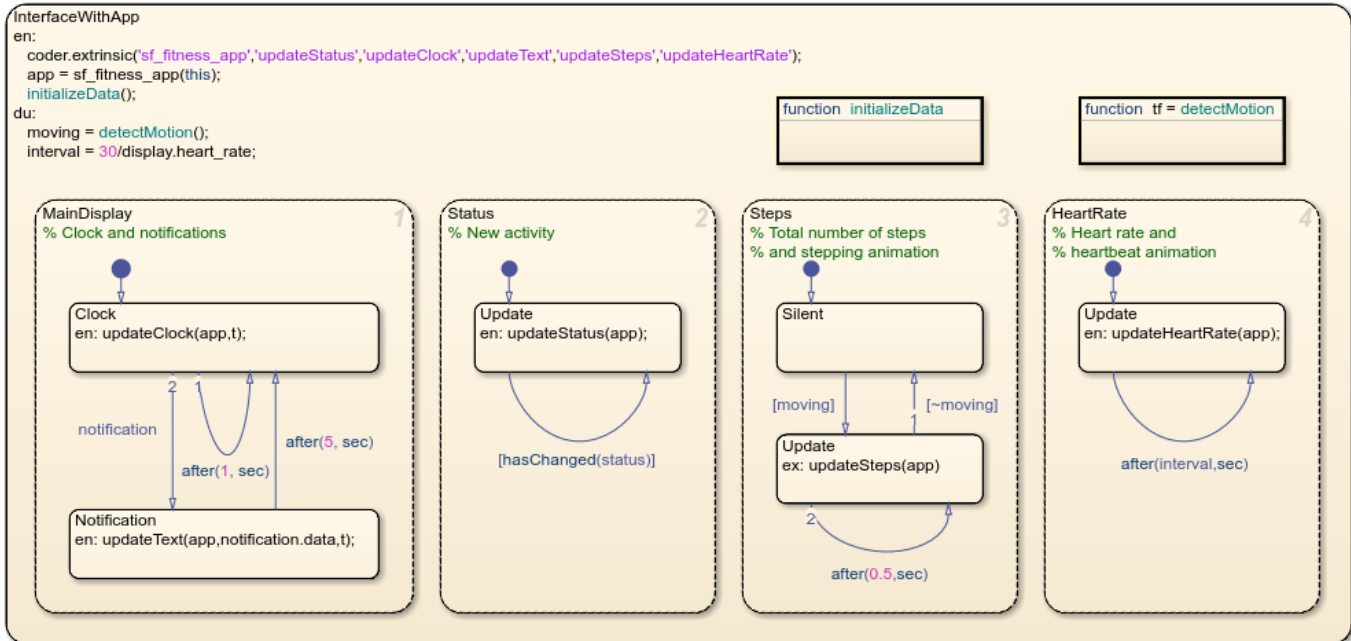 InterfaceWithApp
en:
coder.extrinsic('sf_fitness_app','updateStatus','updateClock','updateText','updateSteps','updateHeartRate');
app = sf_fitness_app(this);
initializeData();
du:
moving = detectMotion();
interval = 30/display.heart_rate;
function initializeData
function tf = detectMotion
MainDisplay
1
% Clock and notifications
Clock
en: updateClock(app,t);
2
1
notification
after(1, sec)
after(5, sec)
Notification
en: updateText(app,notification.data,t);
Status
2
% New activity
Update
en: updateStatus(app);
[hasChanged(status)]
Steps
3
% Total number of steps
% and stepping animation
Silent
[moving]
[~moving]
1
Update
ex: updateSteps(app)
2
after(0.5,sec)
HeartRate
4
% Heart rate and
% heartbeat animation
Update
en: updateHeartRate(app);
after(interval,sec)